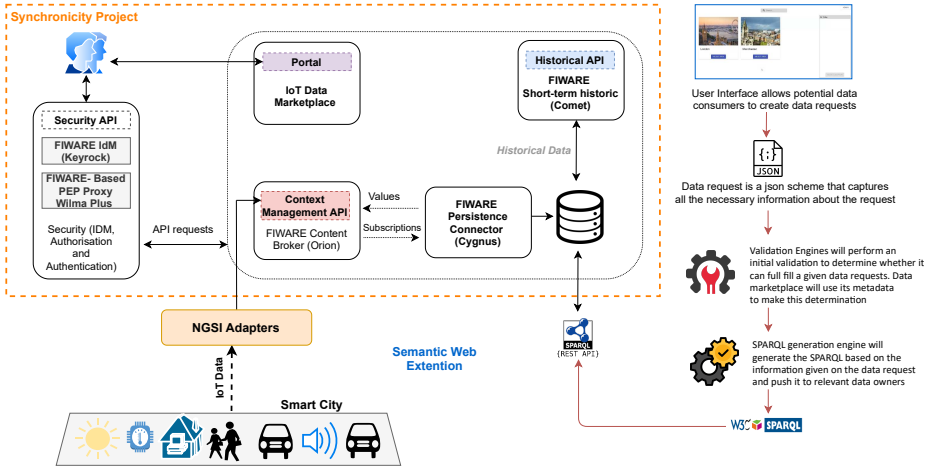 Synchronicity Project
Portal
IoT Data
Marketplace
Historical API
FIWARE
Short-term historic
(Comet)
Security API
FIWARE IdM
(Keyrock)
FIWARE- Based
PEP Proxy
Wilma Plus
Security (IDM,
Authorisation
and
Authentication)
API requests
Historical Data
Context
Management API
FIWARE Content
Broker (Orion)
Values
Subscriptions
FIWARE
Persistence
Connector
(Cygnus)
NGSI Adapters
IoT Data
Smart City
Semantic Web
Extention
SPARQL
{REST API}
User Interface allows potential data
consumers to create data requests
{;}
JSON
Data request is a json scheme that captures
all the necessary information about the request
Validation Engines will perform an
initial validation to determine whether it
can full fill a given data requests. Data
marketplace will use its metadata
to make this determination
SPARQL generation engine will
generate the SPARQL based on the
information given on the data request
and push it to relevant data owners
W3C SPARQL